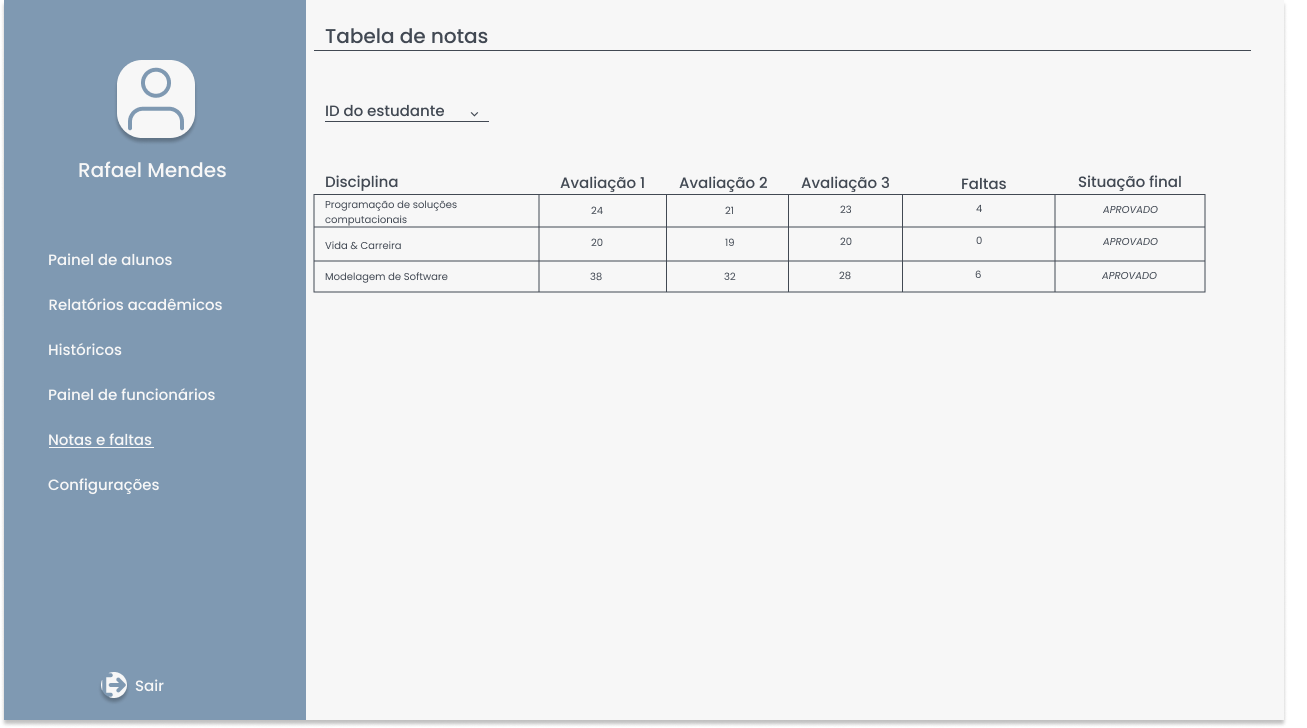 Rafael Mendes
Painel de alunos
Relatórios acadêmicos
Históricos
Painel de funcionários
Notas e faltas
Configurações
Sair
Tabela de notas
ID do estudante
Disciplina Avaliação 1 Avaliação 2 Avaliação 3 Faltas Situação final
Programação de soluções
computacionais 24 21 23 4 APROVADO
Vida & Carreira 20 19 20 0 APROVADO
Modelagem de Software 38 32 28 6 APROVADO